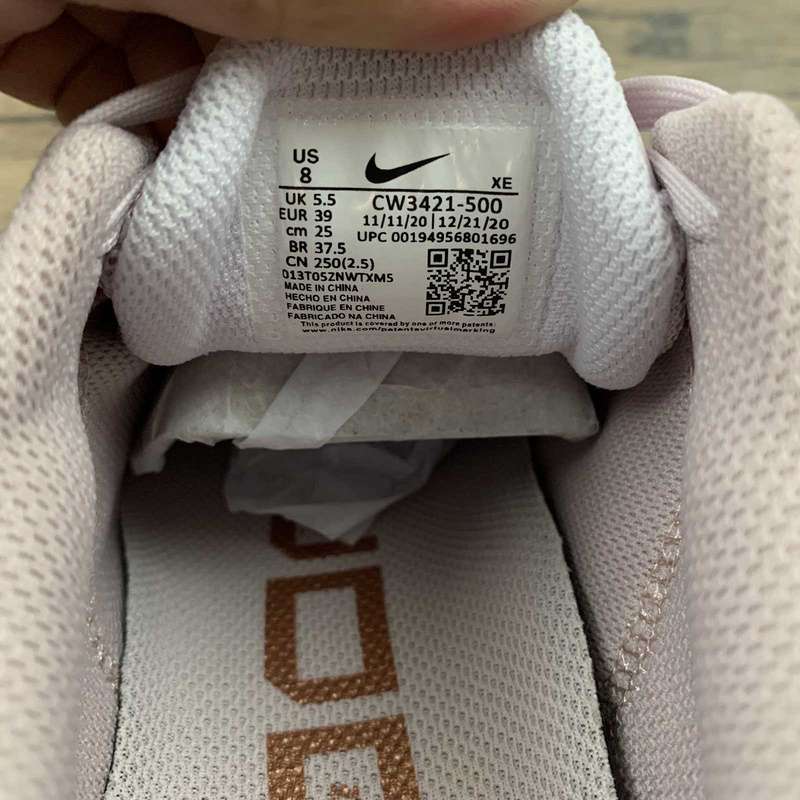 US
8
XE
UK 5.5
EUR 39
cm 25
BR 37.5
CN 250(2.5)
CW3421-500
11/11/20 | 12/21/20
UPC 00194956801696
013T0SZNWTXM5
MADE IN CHINA
HECHO EN CHINA
FABRIQUE EN CHINE
FABRICADO NA CHINA
This product is covered by one or more patents:
www.nike.com/patentsvirtualmarking